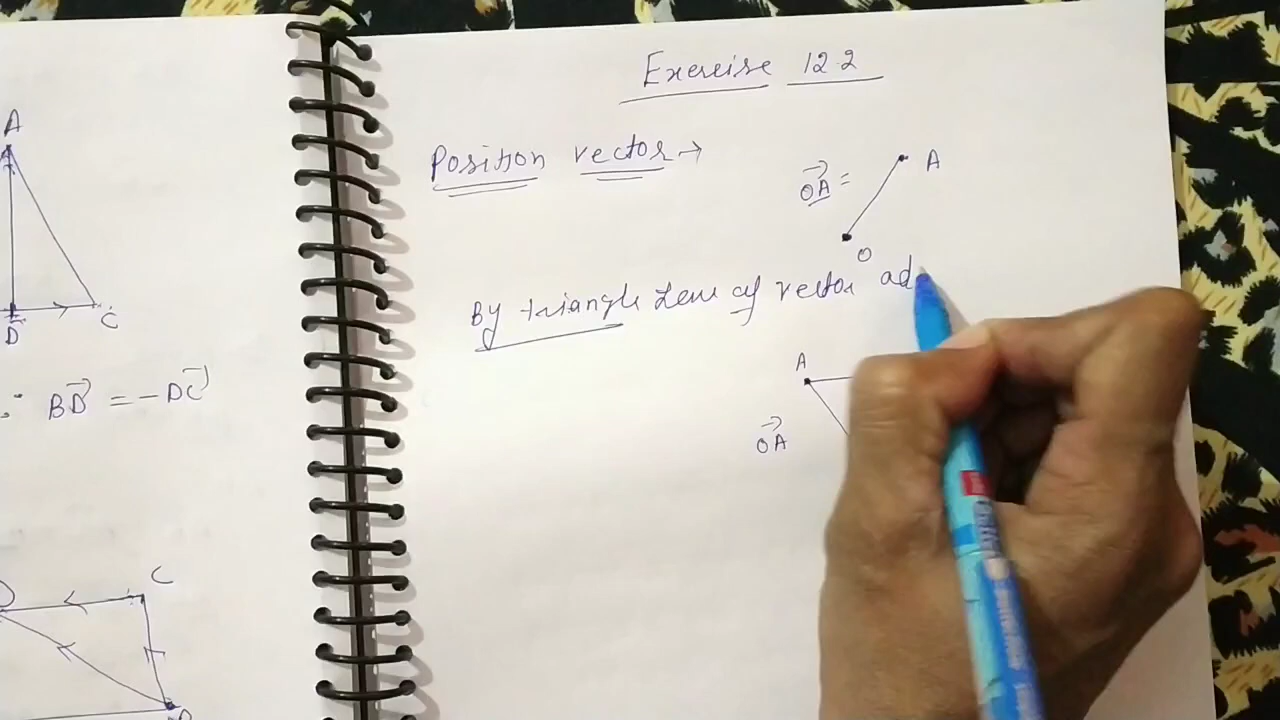 A
D
C
∵ BD⃗ = - DC⃗
C
Exercise 12.2
Position vector →
OA⃗ =
A
O
By triangle Law of vector ad
A
OA⃗